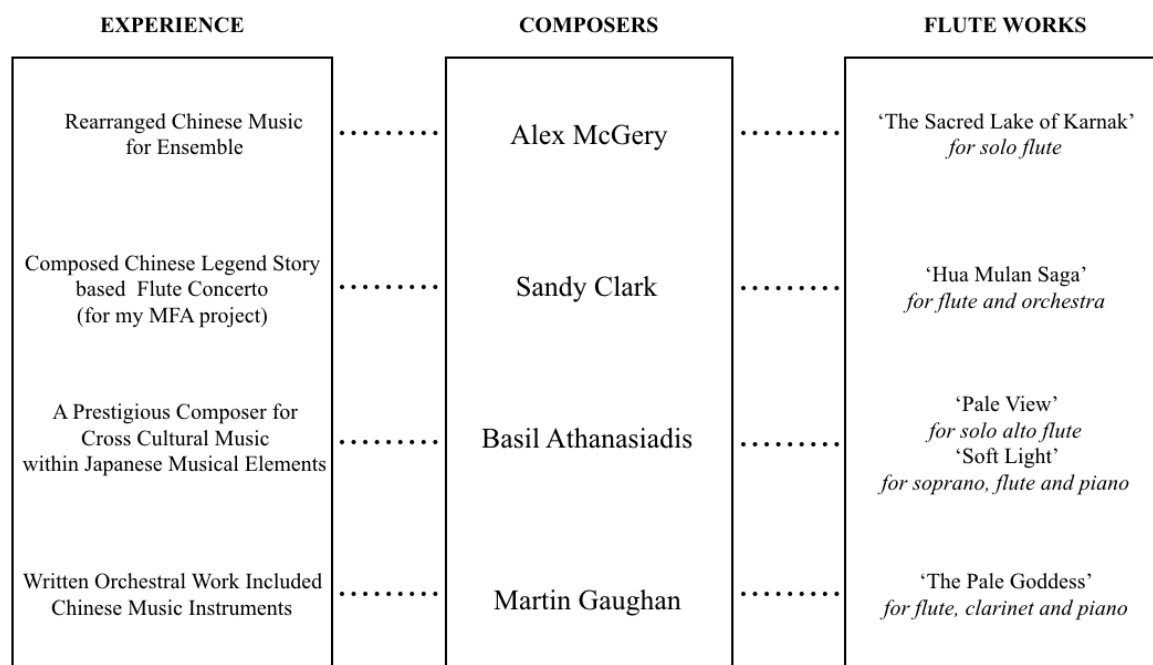 EXPERIENCE
COMPOSERS
FLUTE WORKS
Rearranged Chinese Music
for Ensemble
Alex McGery
‘The Sacred Lake of Karnak’
for solo flute
Composed Chinese Legend Story
based Flute Concerto
(for my MFA project)
Sandy Clark
‘Hua Mulan Saga’
for flute and orchestra
A Prestigious Composer for
Cross Cultural Music
within Japanese Musical Elements
Basil Athanasiadis
‘Pale View’
for solo alto flute
‘Soft Light’
for soprano, flute and piano
Written Orchestral Work Included
Chinese Music Instruments
Martin Gaughan
‘The Pale Goddess’
for flute, clarinet and piano